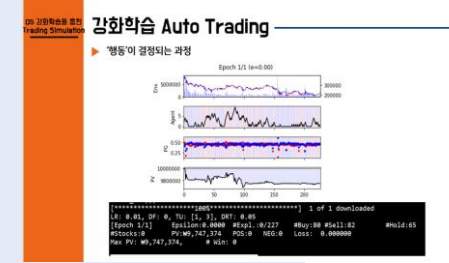 05 강화학습을 통한
Trading Simulation
강화학습 Auto Trading
▶ '행동'이 결정되는 과정
Epoch 1/1 (e=0.00)
Env.
5000000
0
300000
200000
Agent
5
0
PG
0.50
0.25
PV
10000000
9800000
0 50 100 150 200
[*********************100%***********************] 1 of 1 downloaded
LR: 0.01, DF: 0, TU: [1, 3], DRT: 0.05
[Epoch 1/1] Epsilon:0.0000 #Expl.:0/227 #Buy:80 #Sell:82 #Hold:65
#Stocks:0 PV:₩9,747,374 POS:0 NEG:0 Loss: 0.000000
Max PV: ₩9,747,374, # Win: 0